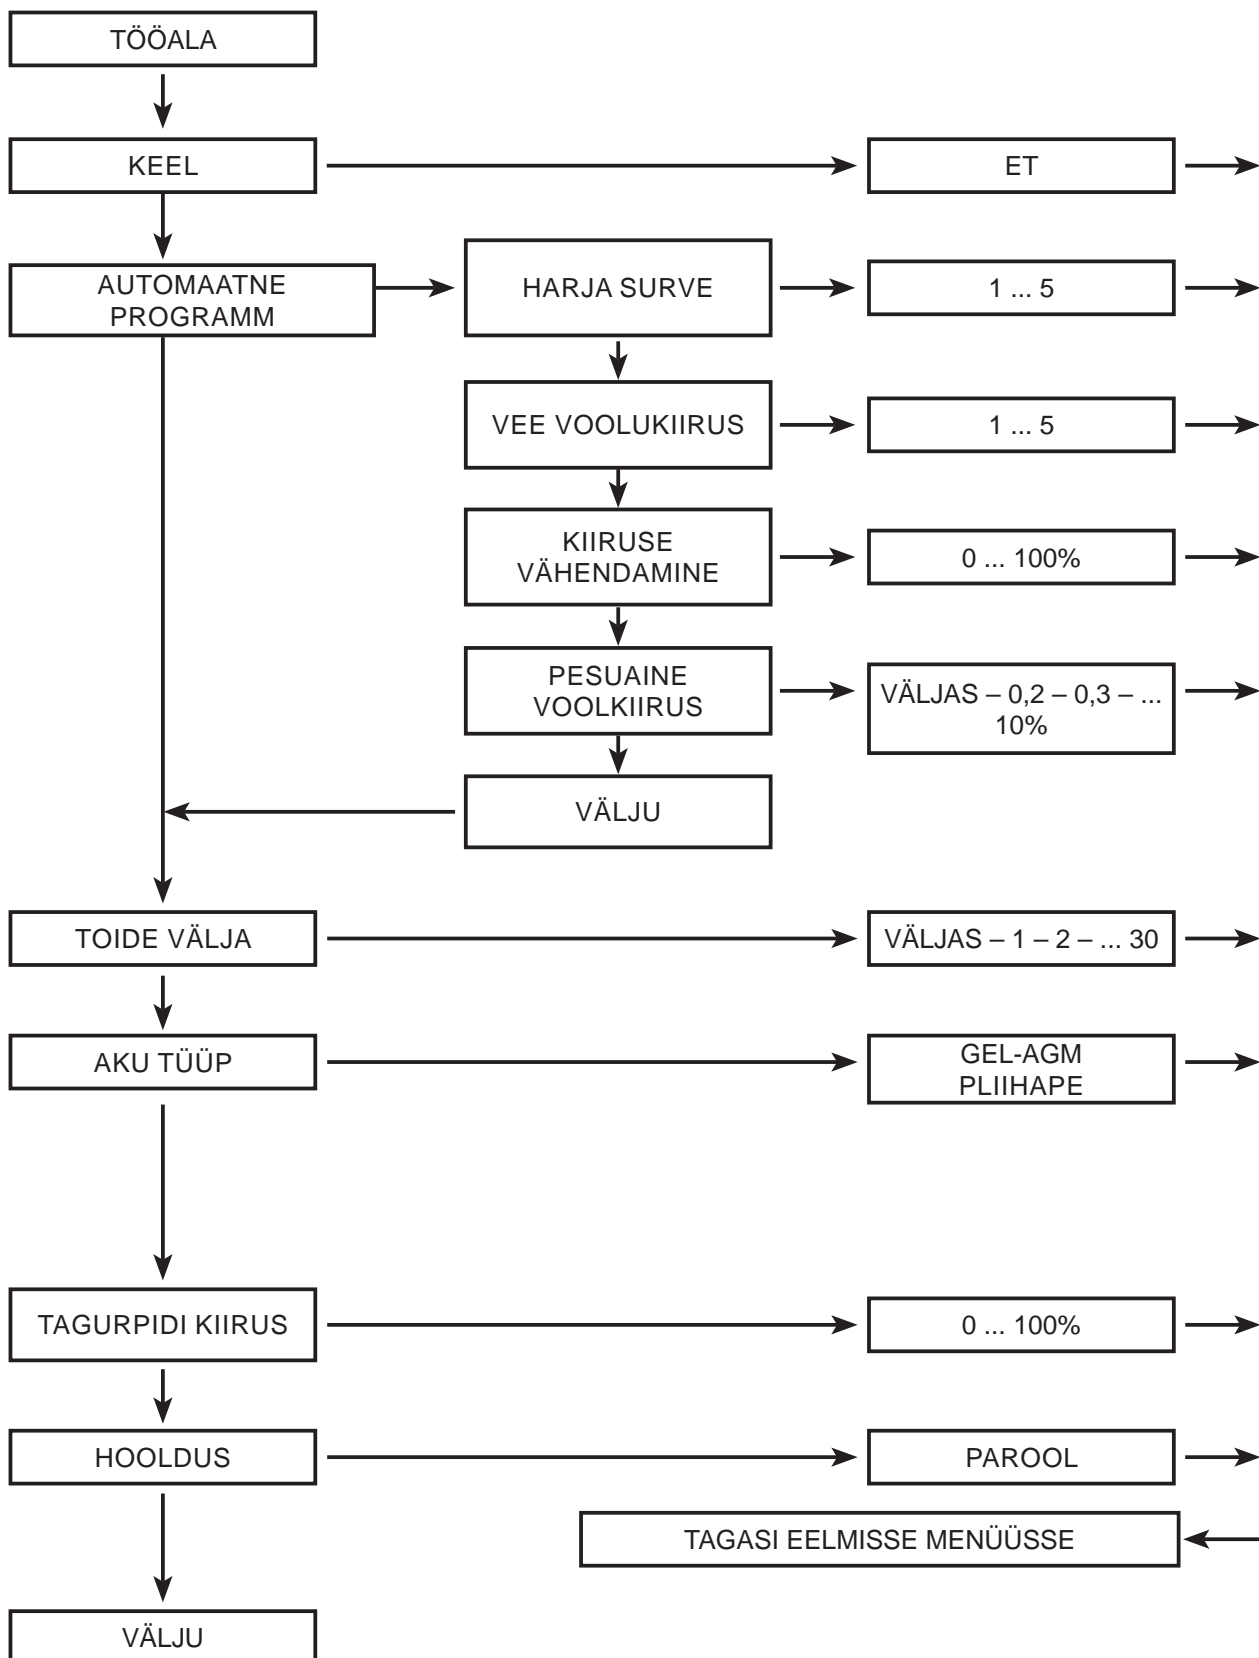 TÖÖALA
KEEL
ET
AUTOMAATNE
PROGRAMM
HARJA SURVE
1 ... 5
VEE VOOLUKIIRUS
1 ... 5
KIIRUSE
VÄHENDAMINE
0 ... 100%
PESUAINE
VOOLKIIRUS
VÄLJAS – 0,2 – 0,3 – ...
10%
VÄLJU
TOIDE VÄLJA
VÄLJAS – 1 – 2 – ... 30
AKU TÜÜP
GEL-AGM
PLIIHAPE
TAGURPIDI KIIRUS
0 ... 100%
HOOLDUS
PAROOL
TAGASI EELMISSE MENÜÜSSE
VÄLJU